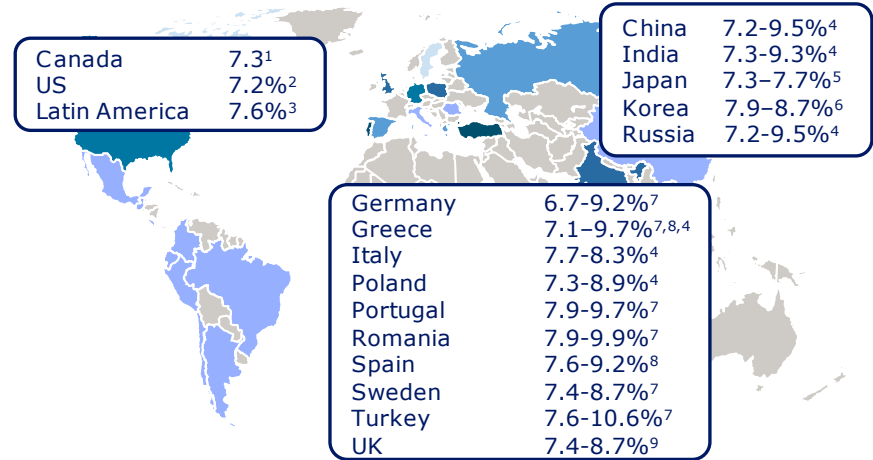 Canada 7.3¹
US 7.2%²
Latin America 7.6%³
China 7.2-9.5%⁴
India 7.3-9.3%⁴
Japan 7.3–7.7%⁵
Korea 7.9–8.7%⁶
Russia 7.2-9.5%⁴
Germany 6.7-9.2%⁷
Greece 7.1–9.7%⁷,⁸,⁴
Italy 7.7-8.3%⁴
Poland 7.3-8.9%⁴
Portugal 7.9-9.7%⁷
Romania 7.9-9.9%⁷
Spain 7.6-9.2%⁸
Sweden 7.4-8.7%⁷
Turkey 7.6-10.6%⁷
UK 7.4-8.7%⁹